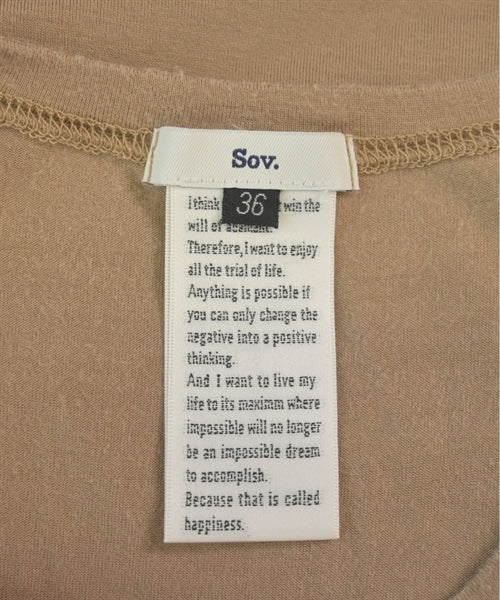 Sov.
36
I think win the
will of
Therefore, I want to enjoy
all the trial of life.
Anything is possible if
you can only change the
negative into a positive
thinking.
And I want to live my
life to its maximm where
impossible will no longer
be an impossible dream
to accomplish.
Because that is called
happiness.